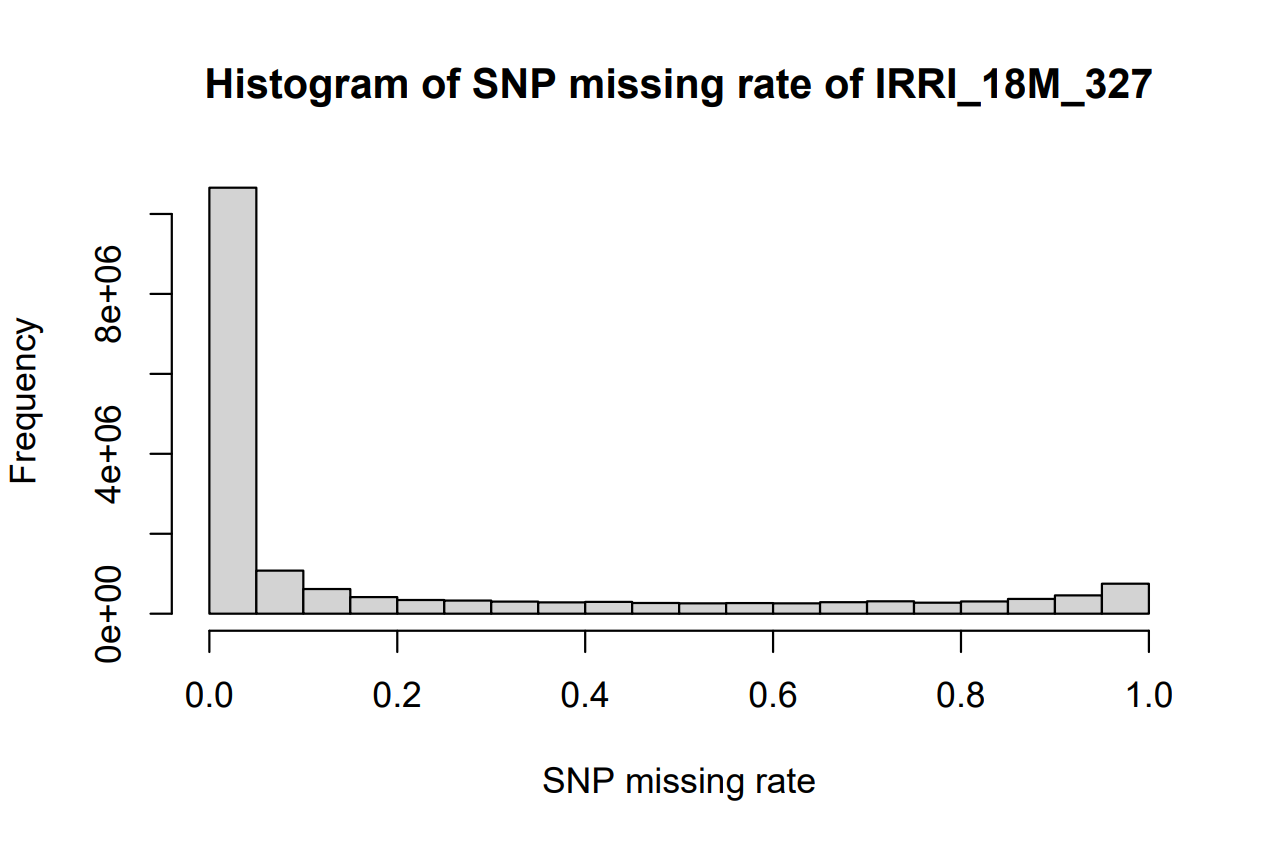 Histogram of SNP missing rate of IRRI_18M_327
Frequency
8e+06
4e+06
0e+00
0.0 0.2 0.4 0.6 0.8 1.0
SNP missing rate